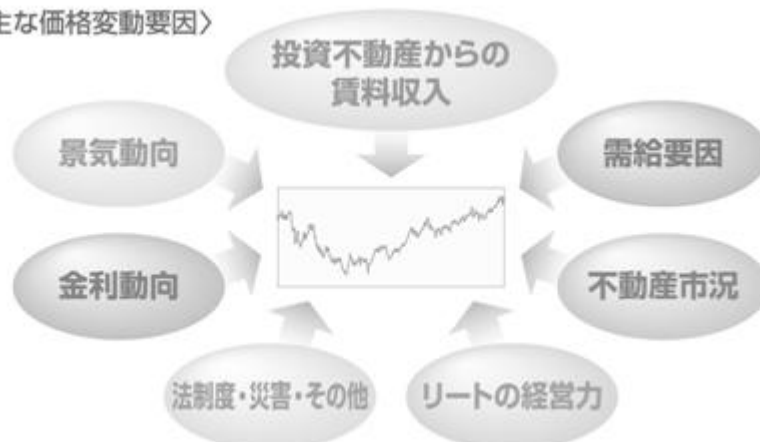 主な価格変動要因〉
投資不動産からの
賃料収入
景気動向
需給要因
金利動向
不動産市況
法制度・災害・その他
リートの経営力